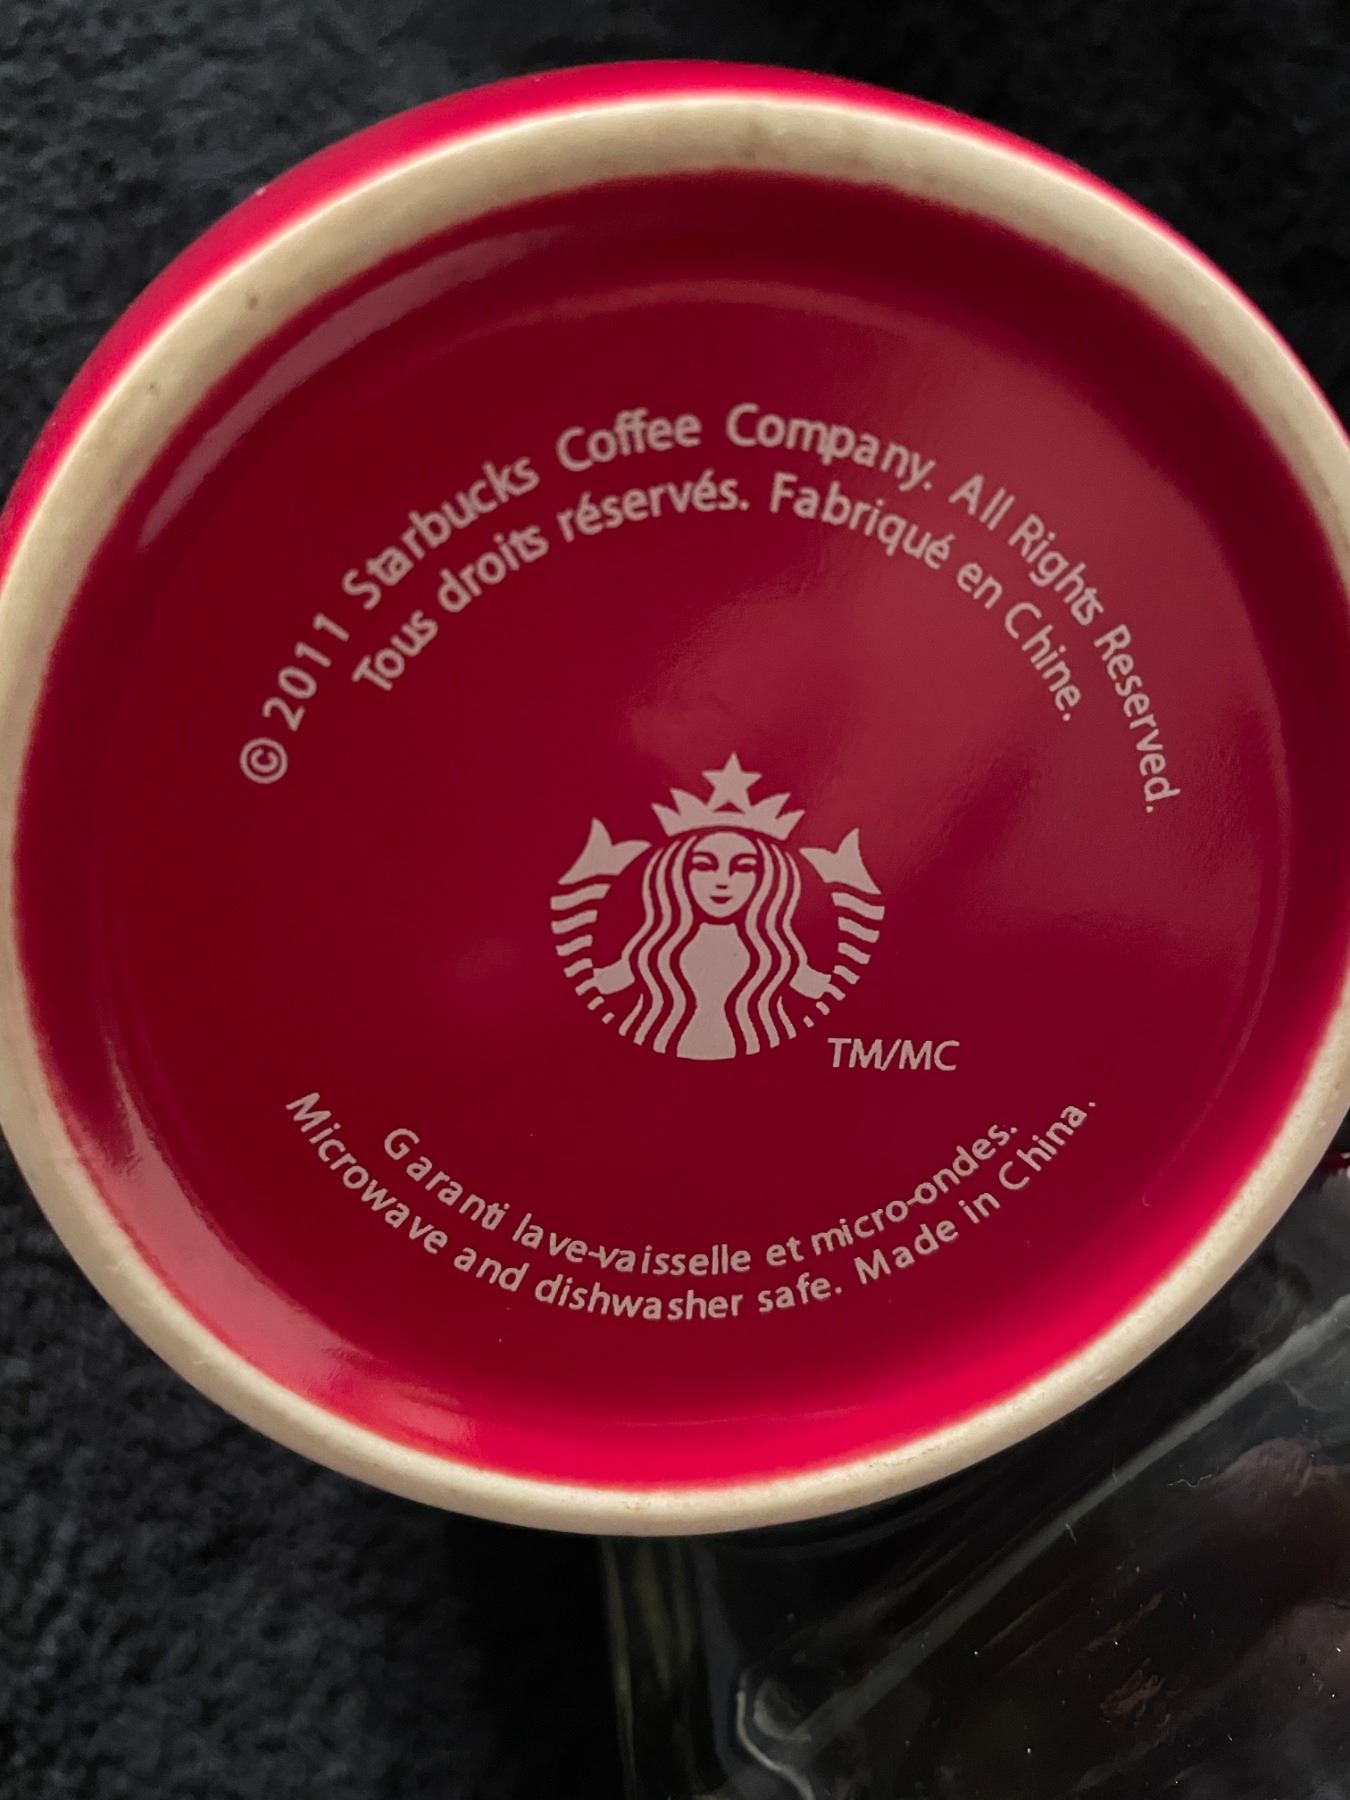 © 2011 Starbucks Coffee Company. All Rights Reserved.
Tous droits réservés. Fabriqué en Chine.
TM/MC
Garanti lave-vaisselle et micro-ondes.
Microwave and dishwasher safe. Made in China.